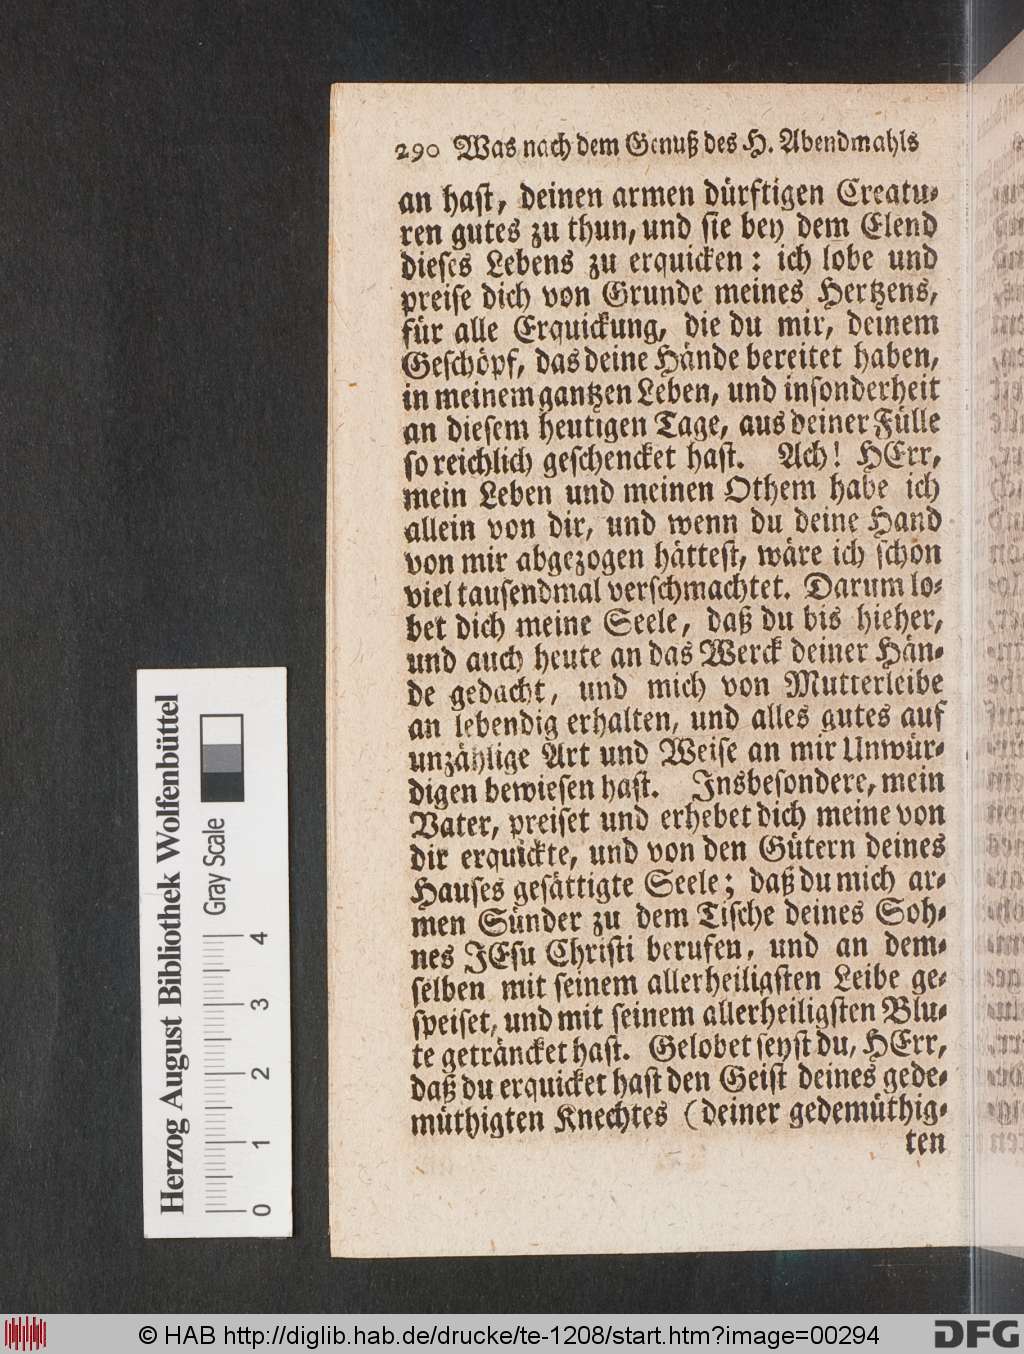 290 Was nach dem Genuß des H. Abendmahls
an hast, deinen armen dürftigen Creatu-
ren gutes zu thun, und sie bey dem Elend
dieses Lebens zu erquicken: ich lobe und
preise dich von Grunde meines Hertzens,
für alle Erquickung, die du mir, deinem
Geschöpf, das deine Hände bereitet haben,
in meinem gantzen Leben, und insonderheit
an diesem heutigen Tage, aus deiner Fülle
so reichlich geschencket hast. Ach! HErr,
mein Leben und meinen Othem habe ich
allein von dir, und wenn du deine Hand
von mir abgezogen hättest, wäre ich schon
viel tausendmal verschmachtet. Darum lo-
bet dich meine Seele, daß du bis hieher,
und auch heute an das Werck deiner Hän-
de gedacht, und mich von Mutterleibe
an lebendig erhalten, und alles gutes auf
unzählige Art und Weise an mir Unwür-
digen bewiesen hast. Insbesondere, mein
Vater, preiset und erhebet dich meine von
dir erquickte, und von den Gütern deines
Hauses gesättigte Seele; daß du mich ar-
men Sünder zu dem Tische deines Soh-
nes JEsu Christi berufen, und an dem-
selben mit seinem allerheiligsten Leibe ge-
speiset, und mit seinem allerheiligsten Blu-
te geträncket hast. Gelobet seyst du, HErr,
daß du erquicket hast den Geist deines gede-
müthigten Knechtes (deiner gedemüthig-
ten
Herzog August Bibliothek Wolfenbüttel
Gray Scale
0 1 2 3 4
© HAB http://diglib.hab.de/drucke/te-1208/start.htm?image=00294
DFG